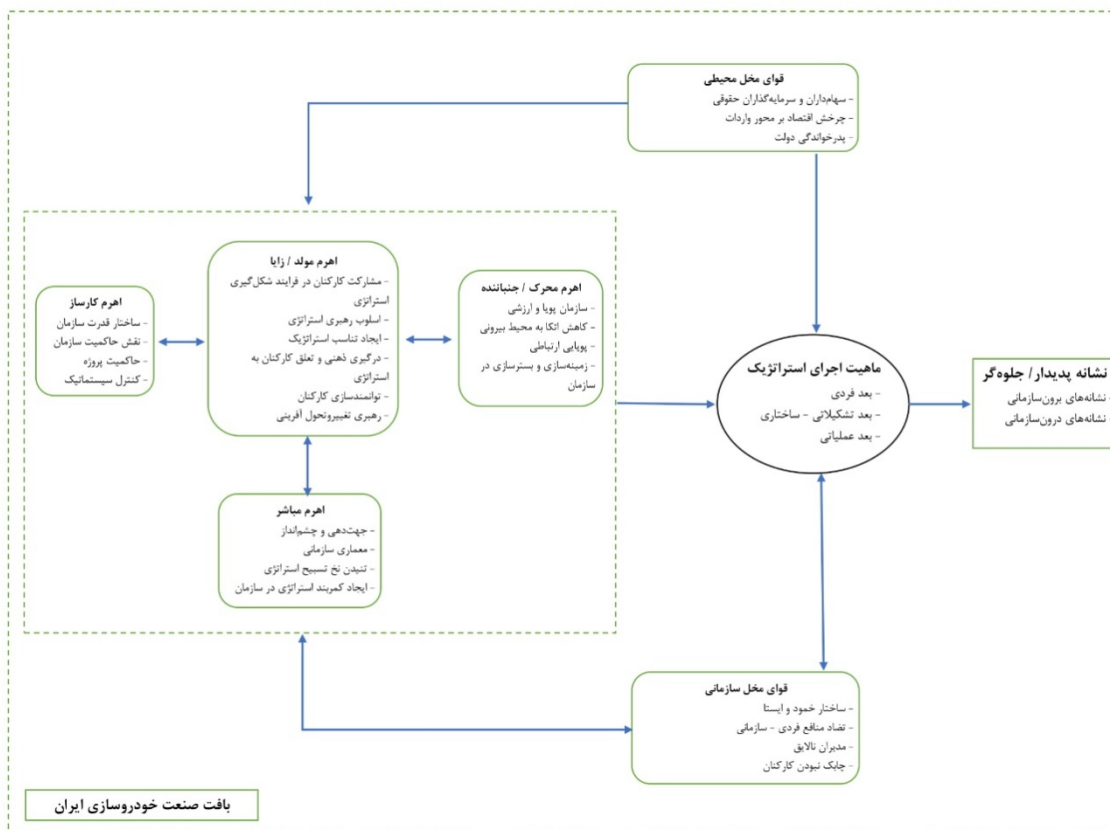 قوای مخل محیطی
- سهام‌داران و سرمایه‌گذاران حقوقی
- چرخش اقتصاد بر محور واردات
- پدرخواندگی دولت
اهرم محرک / جنباننده
- سازمان پویا و ارزشی
- کاهش اتکا به محیط بیرونی
- پویایی ارتباطی
- زمینه‌سازی و بسترسازی در
سازمان
اهرم مولد / زایا
- مشارکت کارکنان در فرایند شکل‌گیری
استراتژی
- اسلوب رهبری استراتژی
- ایجاد تناسب استراتژیک
- درگیری ذهنی و تعلق کارکنان به
استراتژی
- توانمندسازی کارکنان
- رهبری تغییروتحول آفرینی
اهرم کارساز
- ساختار قدرت سازمان
- نقش حاکمیت سازمان
- حاکمیت پروژه
- کنترل سیستماتیک
اهرم مباشر
- جهت‌دهی و چشم‌انداز
- معماری سازمانی
- تنیدن نخ تسبیح استراتژی
- ایجاد کمربند استراتژی در سازمان
ماهیت اجرای استراتژیک
- بعد فردی
- بعد تشکیلاتی - ساختاری
- بعد عملیاتی
نشانه پدیدار / جلوه‌گر
- نشانه‌های برون‌سازمانی
- نشانه‌های درون‌سازمانی
قوای مخل سازمانی
- ساختار خمود و ایستا
- تضاد منافع فردی - سازمانی
- مدیران نالایق
- چابک نبودن کارکنان
بافت صنعت خودروسازی ایران